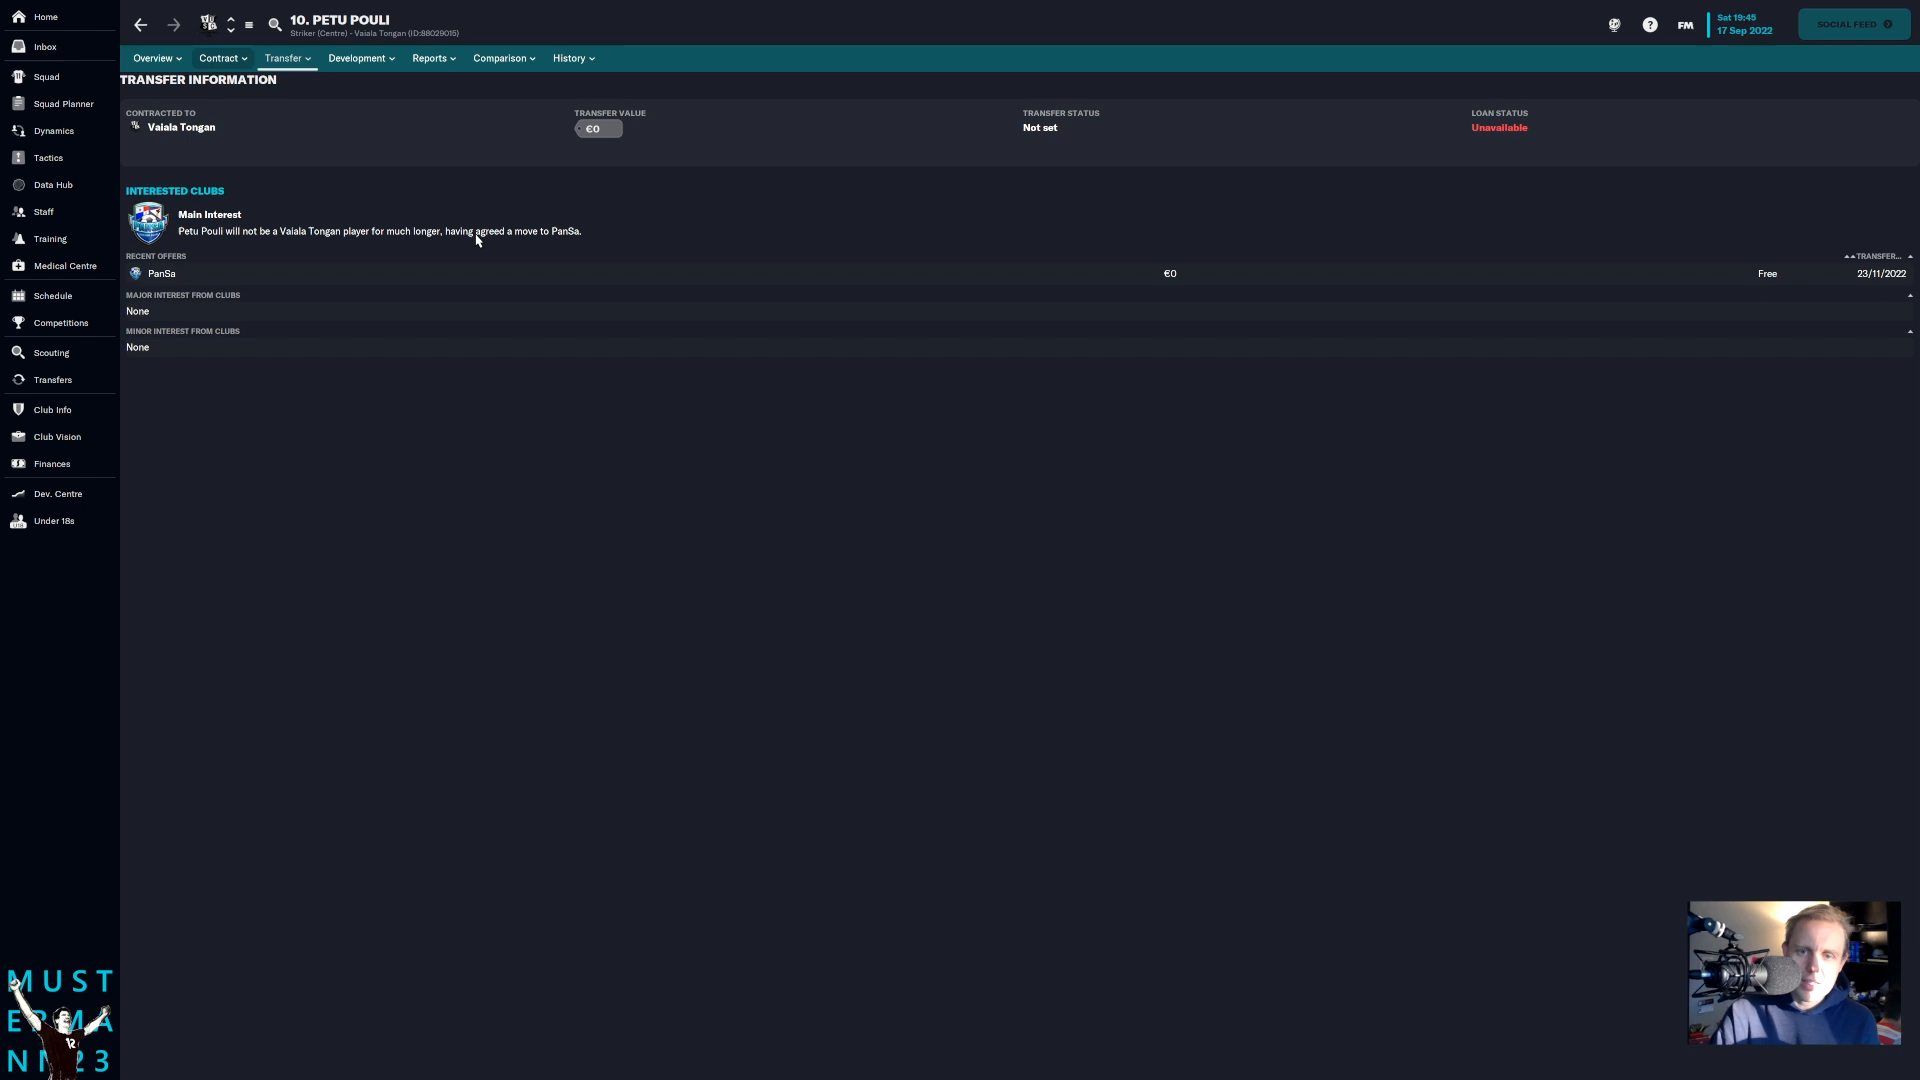 Home
Inbox
Squad
Squad Planner
Dynamics
Tactics
Data Hub
Staff
Training
Medical Centre
Schedule
Competitions
Scouting
Transfers
Club Info
Club Vision
Finances
Dev. Centre
Under 18s
10. PETU POULI
Striker (Centre) - Vaiala Tongan (ID:88029015)
FM
Sat 19:45
17 Sep 2022
SOCIAL FEED
Overview Contract Transfer Development Reports Comparison History
TRANSFER INFORMATION
CONTRACTED TO
Vaiala Tongan
TRANSFER VALUE
€0
TRANSFER STATUS
Not set
LOAN STATUS
Unavailable
INTERESTED CLUBS
Main Interest
Petu Pouli will not be a Vaiala Tongan player for much longer, having agreed a move to PanSa.
RECENT OFFERS TRANSFER...
PanSa €0 Free 23/11/2022
MAJOR INTEREST FROM CLUBS
None
MINOR INTEREST FROM CLUBS
None
MUST
ERMA
NN23